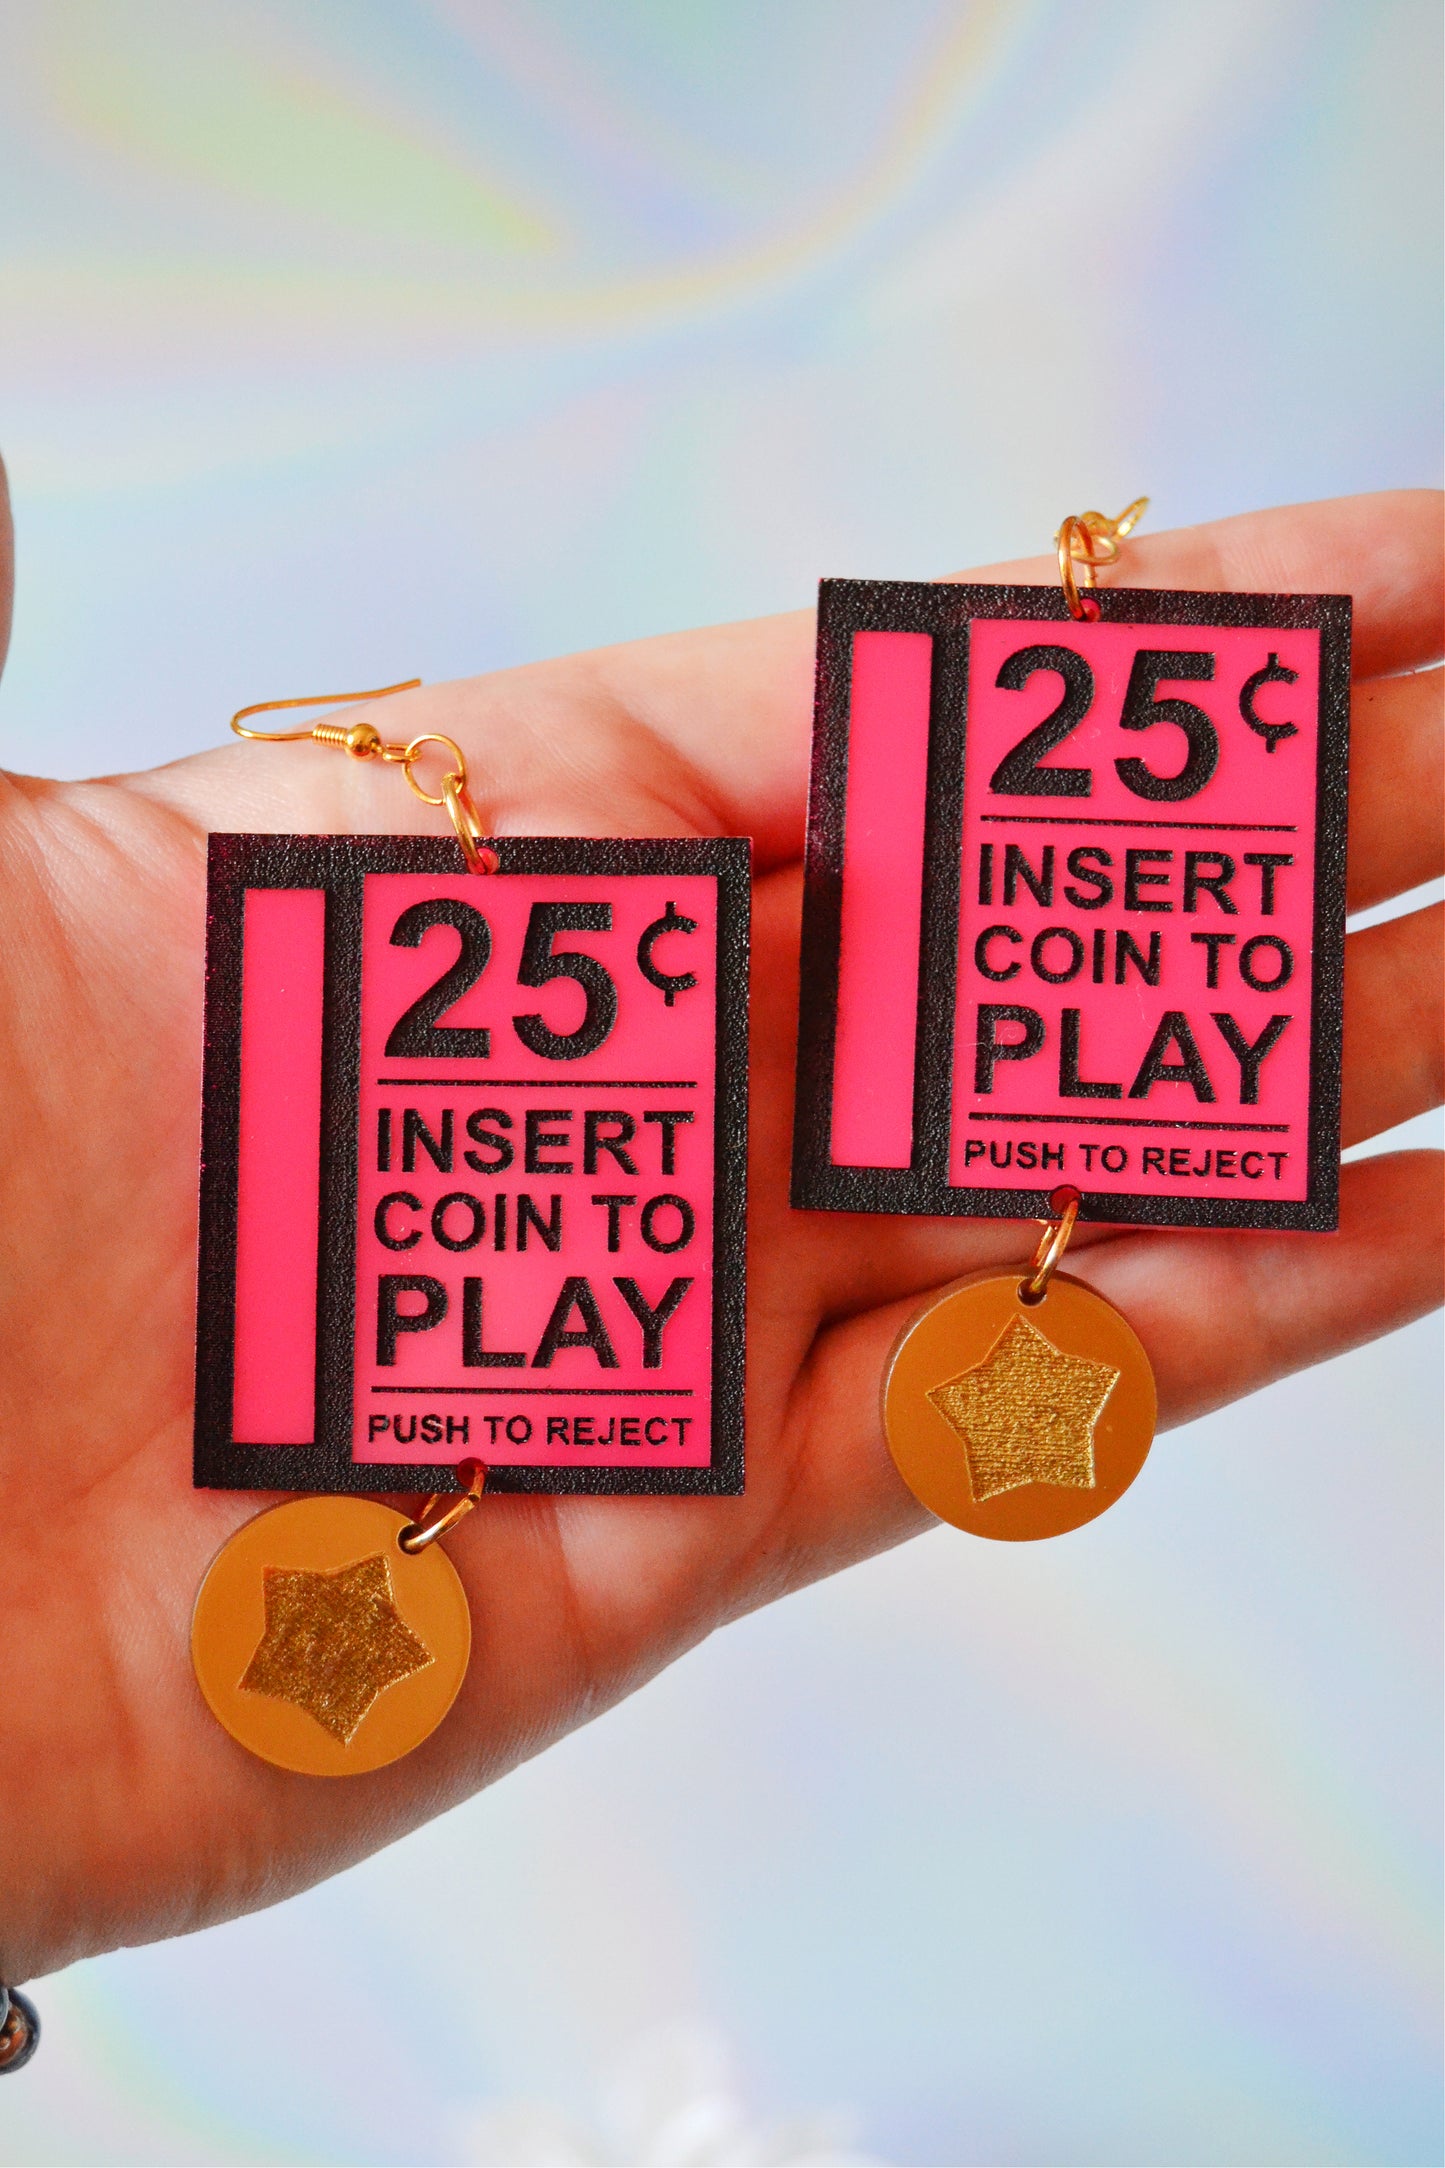 25¢
INSERT
COIN TO
PLAY
PUSH TO REJECT
25¢
INSERT
COIN TO
PLAY
PUSH TO REJECT